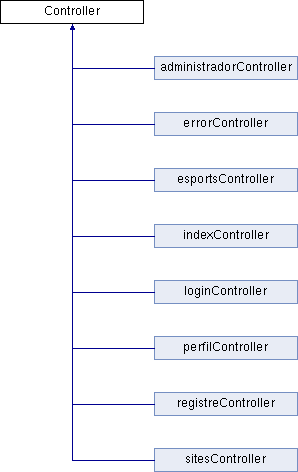 Controller
administradorController
errorController
esportsController
indexController
loginController
perfilController
registreController
sitesController